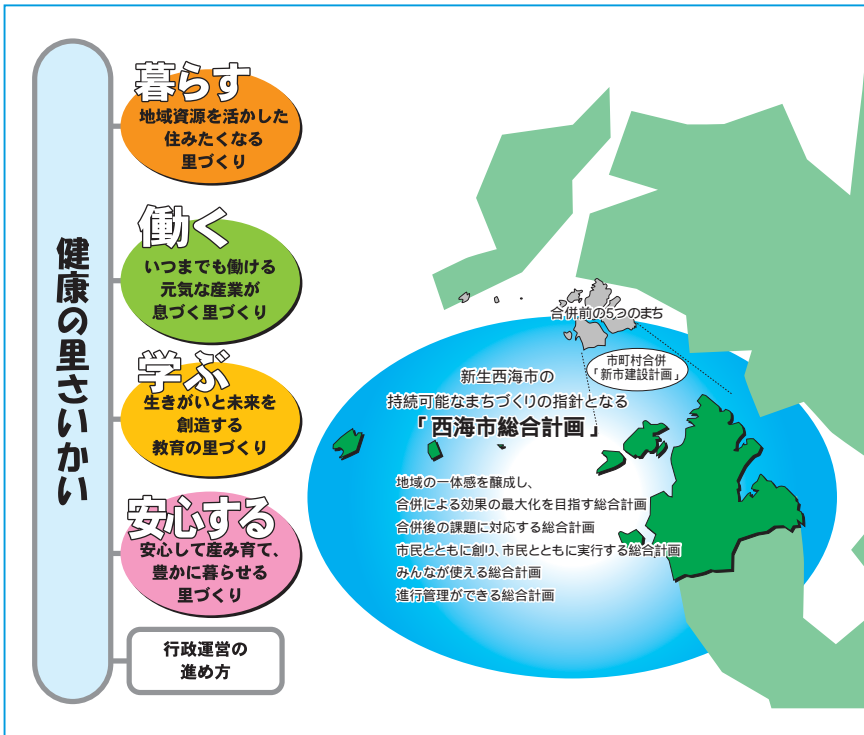 健康の里さいかい
暮らす
地域資源を活かした
住みたくなる
里づくり
働く
いつまでも働ける
元気な産業が
息づく里づくり
学ぶ
生きがいと未来を
創造する
教育の里づくり
安心する
安心して産み育て、
豊かに暮らせる
里づくり
行政運営の
進め方
合併前の5つのまち
市町村合併
「新市建設計画」
新生西海市の
持続可能なまちづくりの指針となる
「西海市総合計画」
地域の一体感を醸成し、
合併による効果の最大化を目指す総合計画
合併後の課題に対応する総合計画
市民とともに創り、市民とともに実行する総合計画
みんなが使える総合計画
進行管理ができる総合計画